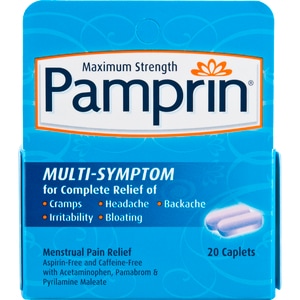 Maximum Strength
Pamprin®
MULTI-SYMPTOM
for Complete Relief of
• Cramps • Headache • Backache
• Irritability • Bloating
Menstrual Pain Relief
Aspirin-Free and Caffeine-Free
with Acetaminophen, Pamabrom &
Pyrilamine Maleate
20 Caplets